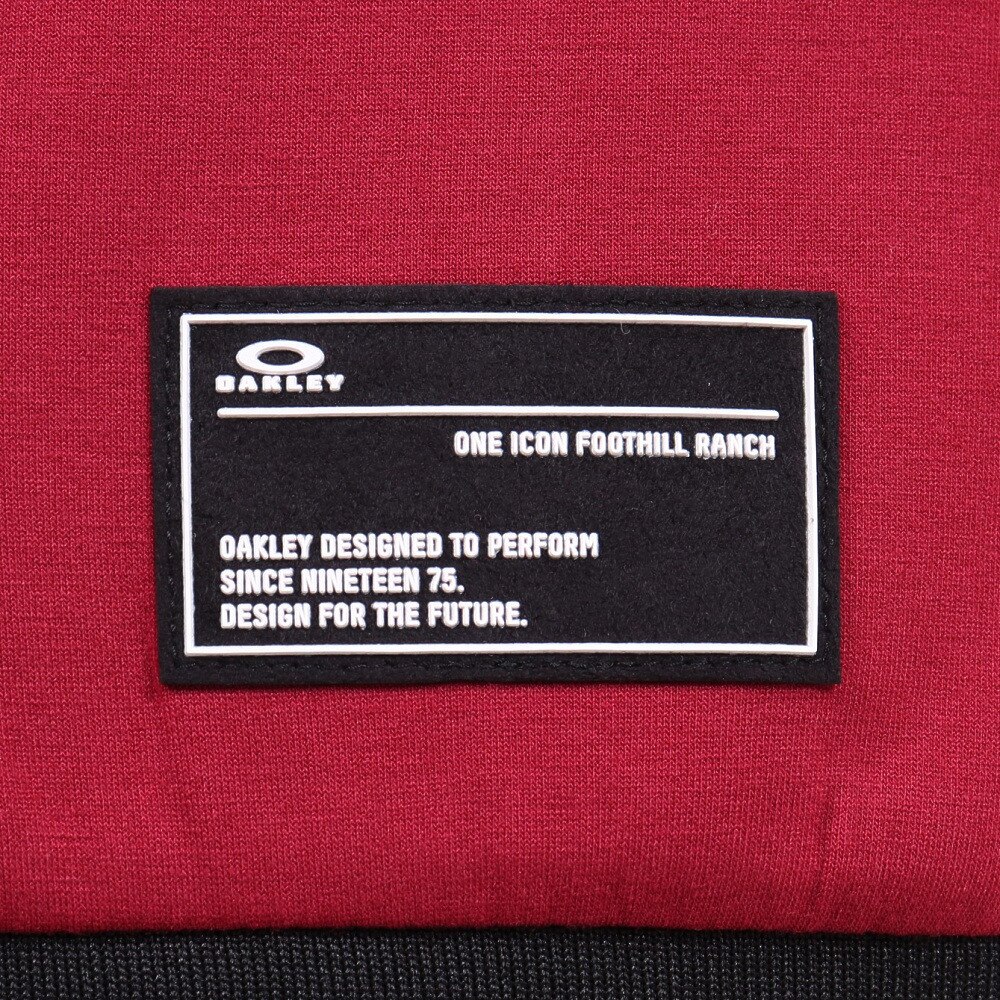 OAKLEY
ONE ICON FOOTHILL RANCH
OAKLEY DESIGNED TO PERFORM
SINCE NINETEEN 75.
DESIGN FOR THE FUTURE.